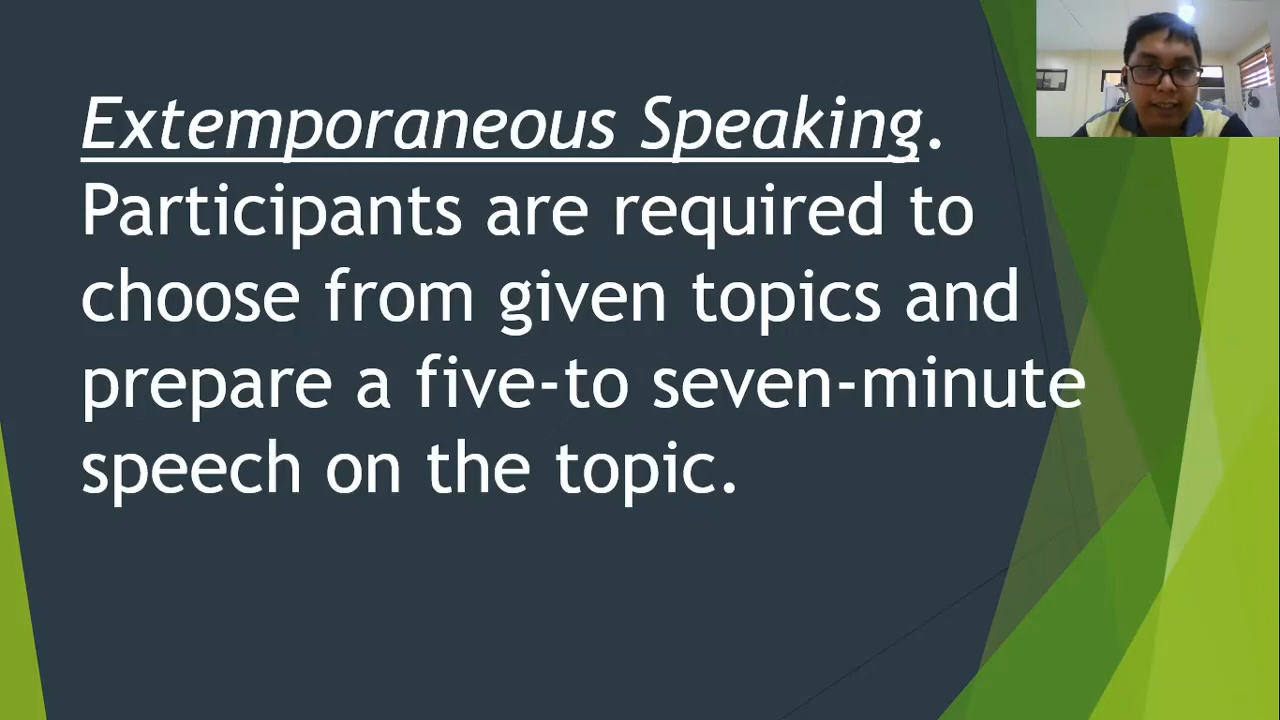 Extemporaneous Speaking.
Participants are required to
choose from given topics and
prepare a five-to seven-minute
speech on the topic.